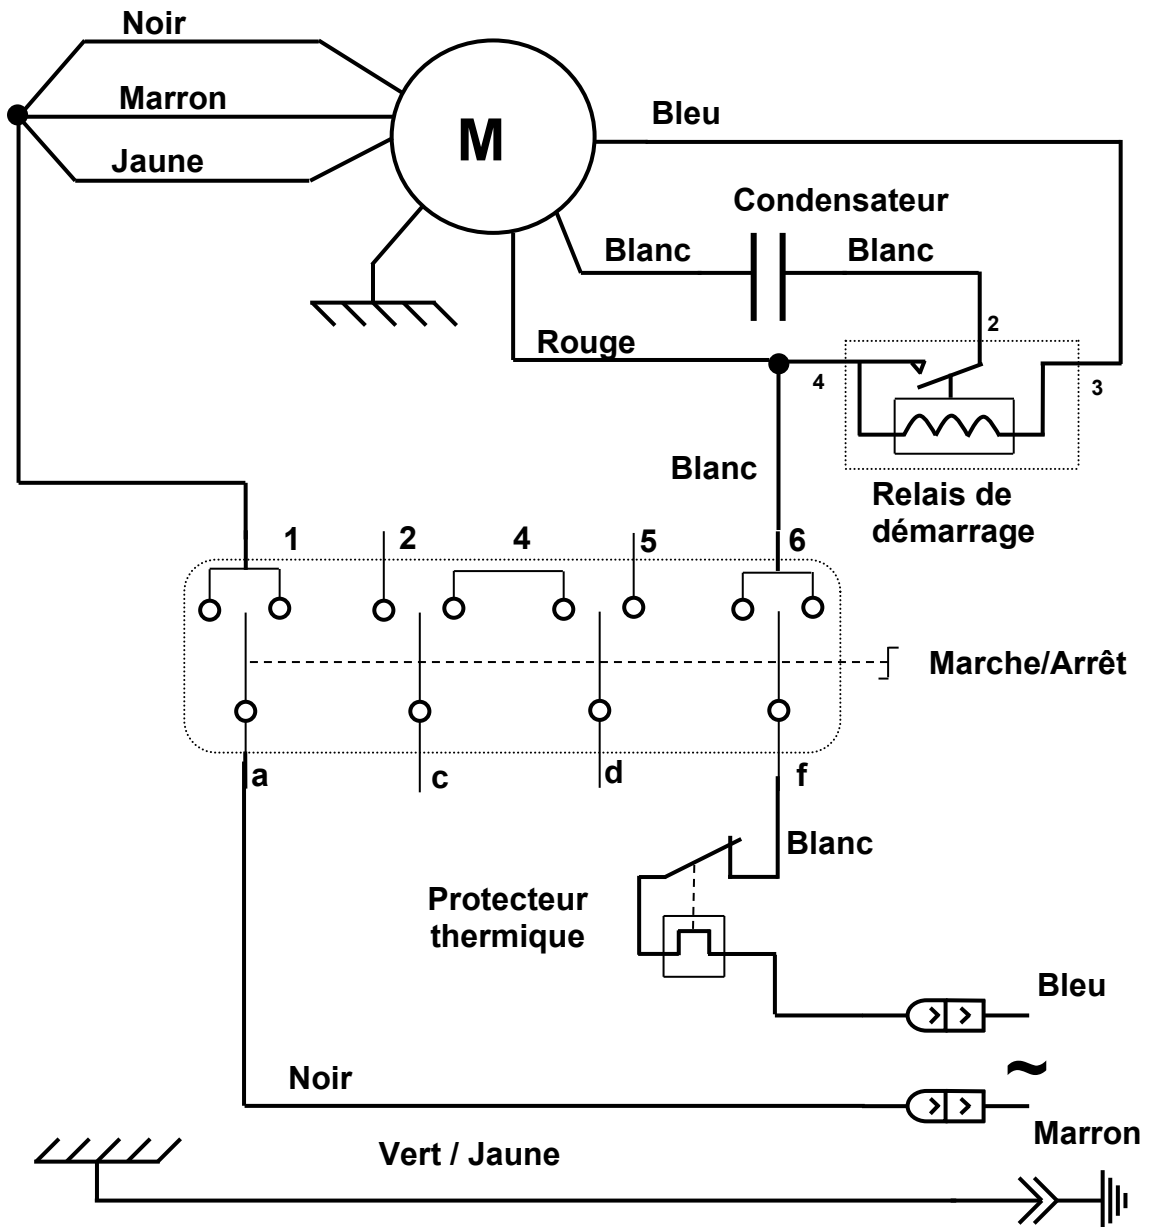 Noir
Marron
Jaune
M
Bleu
Condensateur
Blanc
Blanc
2
Rouge
4
3
Blanc
Relais de
démarrage
1
2
4
5
6
Marche/Arrêt
a
c
d
f
Blanc
Protecteur
thermique
Bleu
~
Noir
Marron
Vert / Jaune